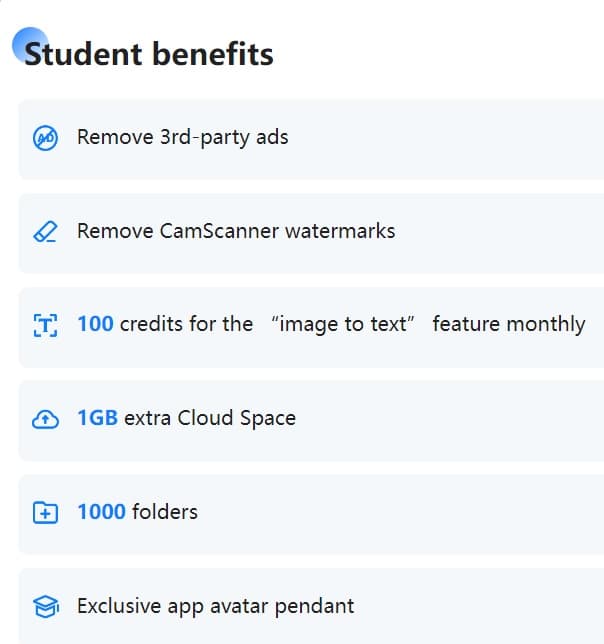 Student benefits
Remove 3rd-party ads
Remove CamScanner watermarks
100 credits for the “image to text” feature monthly
1GB extra Cloud Space
1000 folders
Exclusive app avatar pendant